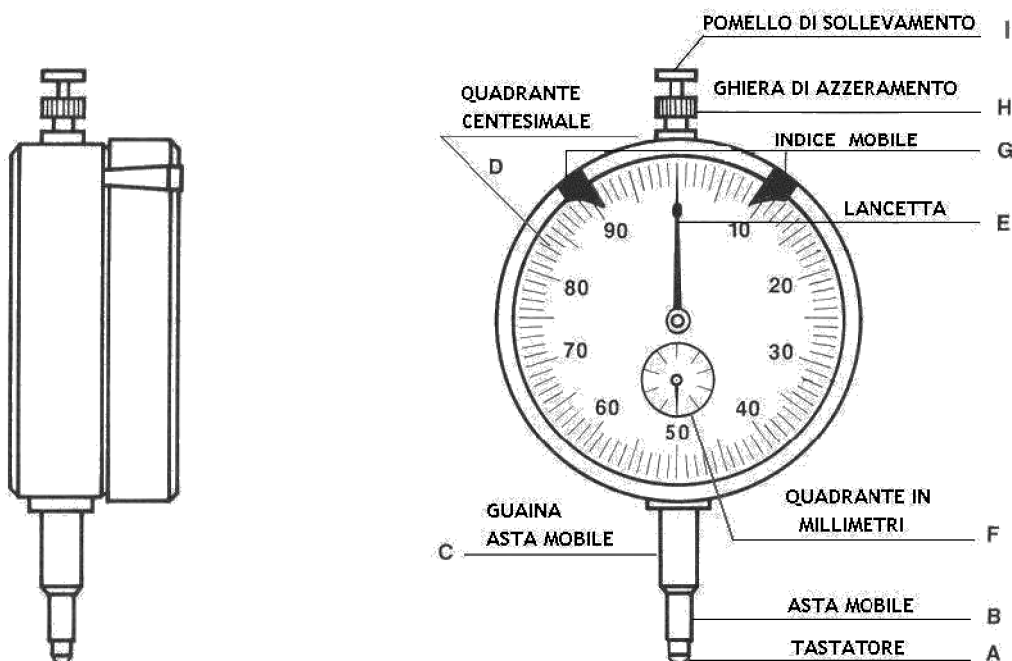 POMELLO DI SOLLEVAMENTO I
GHIERA DI AZZERAMENTO
H
QUADRANTE
CENTESIMALE
D
INDICE MOBILE
G
LANCETTA
E
90
10
80
20
70
30
60
40
50
QUADRANTE IN
MILLIMETRI
F
GUAINA
ASTA MOBILE
C
ASTA MOBILE
B
TASTATORE
A